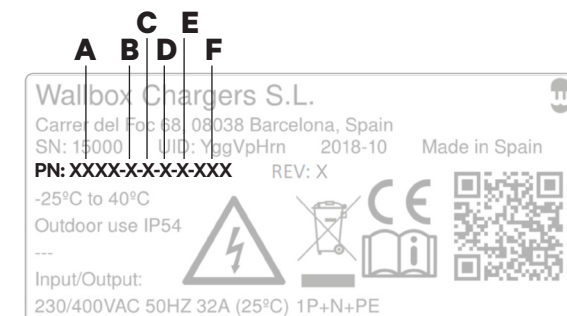 C E
A B D F
Wallbox Chargers S.L.
Carrer del Foc 68, 08038 Barcelona, Spain
SN: 15000 UID: YggVpHrn 2018-10 Made in Spain
PN: XXXX-X-X-X-X-XXX REV: X
-25ºC to 40ºC
Outdoor use IP54
---
Input/Output:
230/400VAC 50HZ 32A (25ºC) 1P+N+PE
CE
i